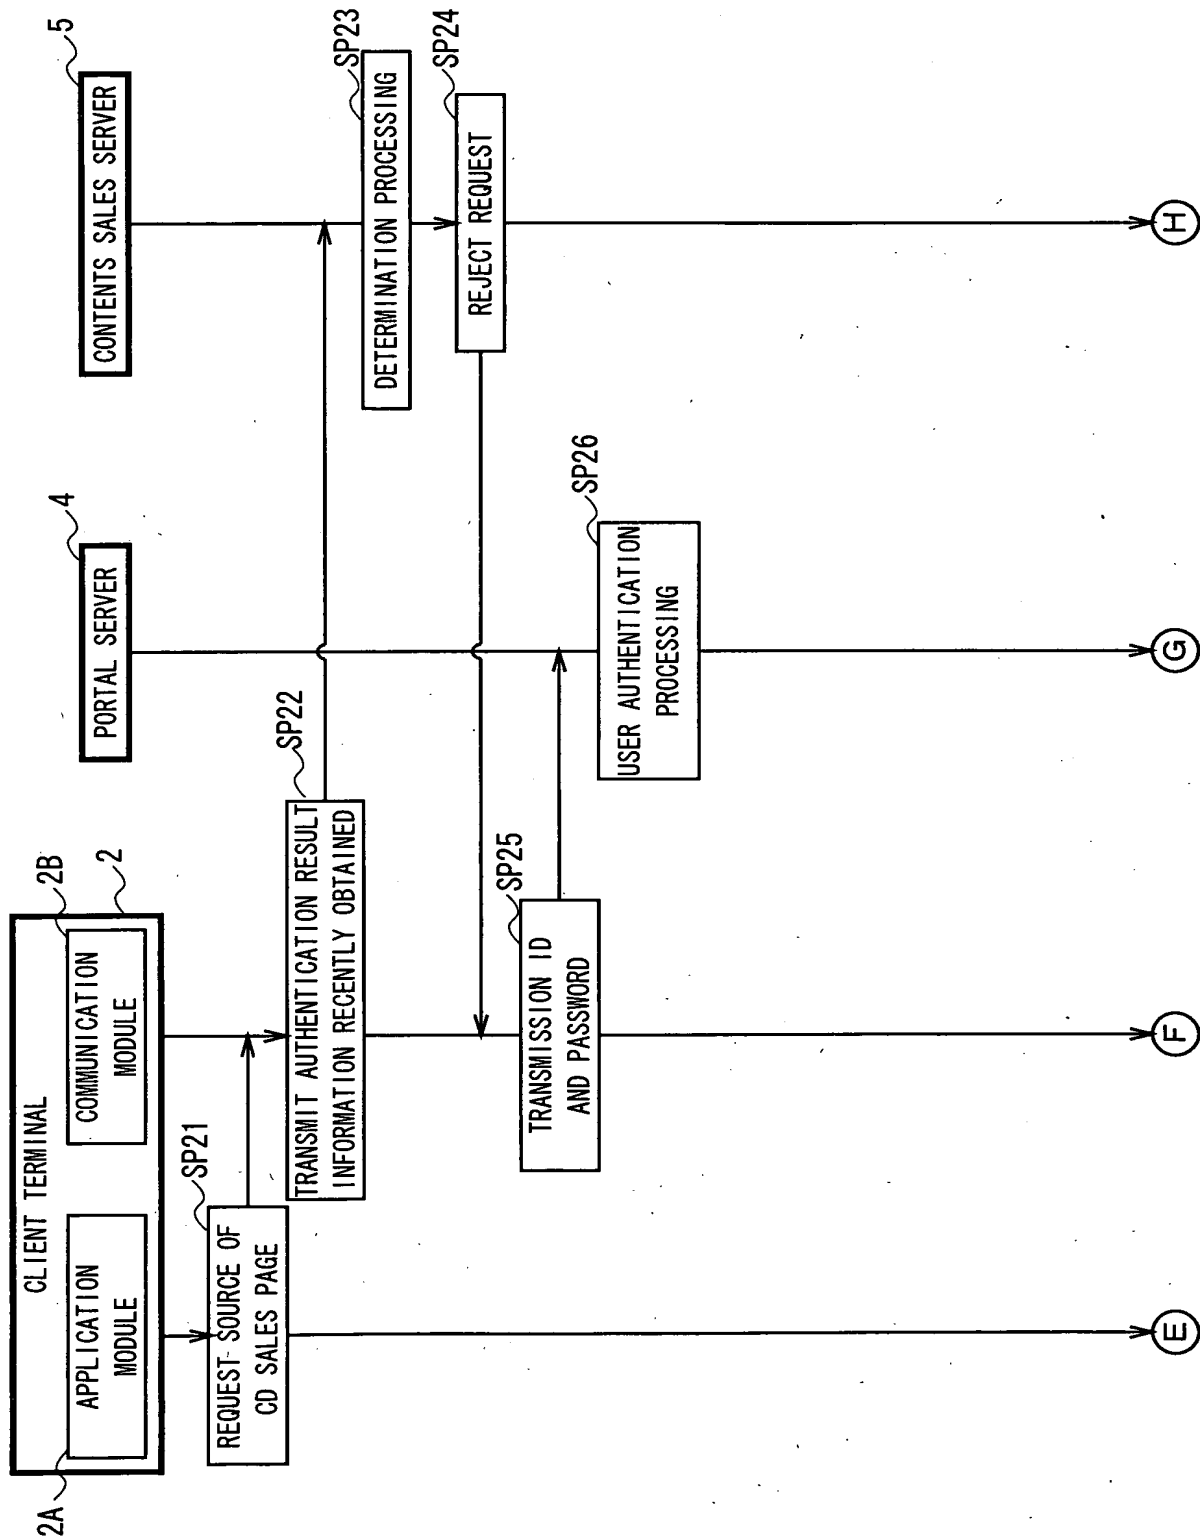 CLIENT TERMINAL
2A
APPLICATION
MODULE
COMMUNICATION
MODULE
2B
2
PORTAL SERVER
4
CONTENTS SALES SERVER
5
SP21
REQUEST SOURCE OF
CD SALES PAGE
SP22
TRANSMIT AUTHENTICATION RESULT
INFORMATION RECENTLY OBTAINED
SP23
DETERMINATION PROCESSING
SP24
REJECT REQUEST
SP25
TRANSMISSION ID
AND PASSWORD
SP26
USER AUTHENTICATION
PROCESSING
E
F
G
H